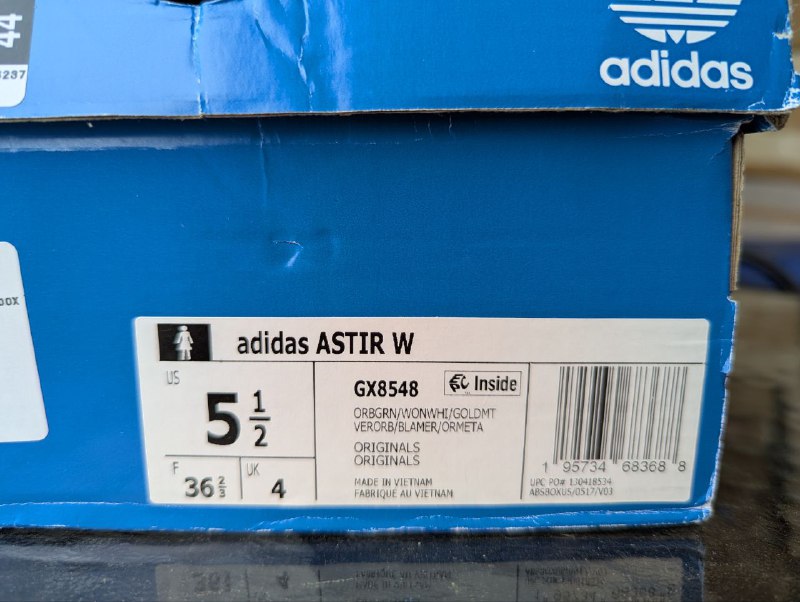 44
3237
adidas
box
adidas ASTIR W
US
5 1/2
F
36 2/3
UK
4
GX8548
Inside
ORBGRN/WONWHI/GOLDMT
VERORB/BLAMER/ORMETA
ORIGINALS
ORIGINALS
MADE IN VIETNAM
FABRIQUE AU VIETNAM
1 95734 68368 8
UPC PO# 130418534
ABSBOXUS/0517/V03